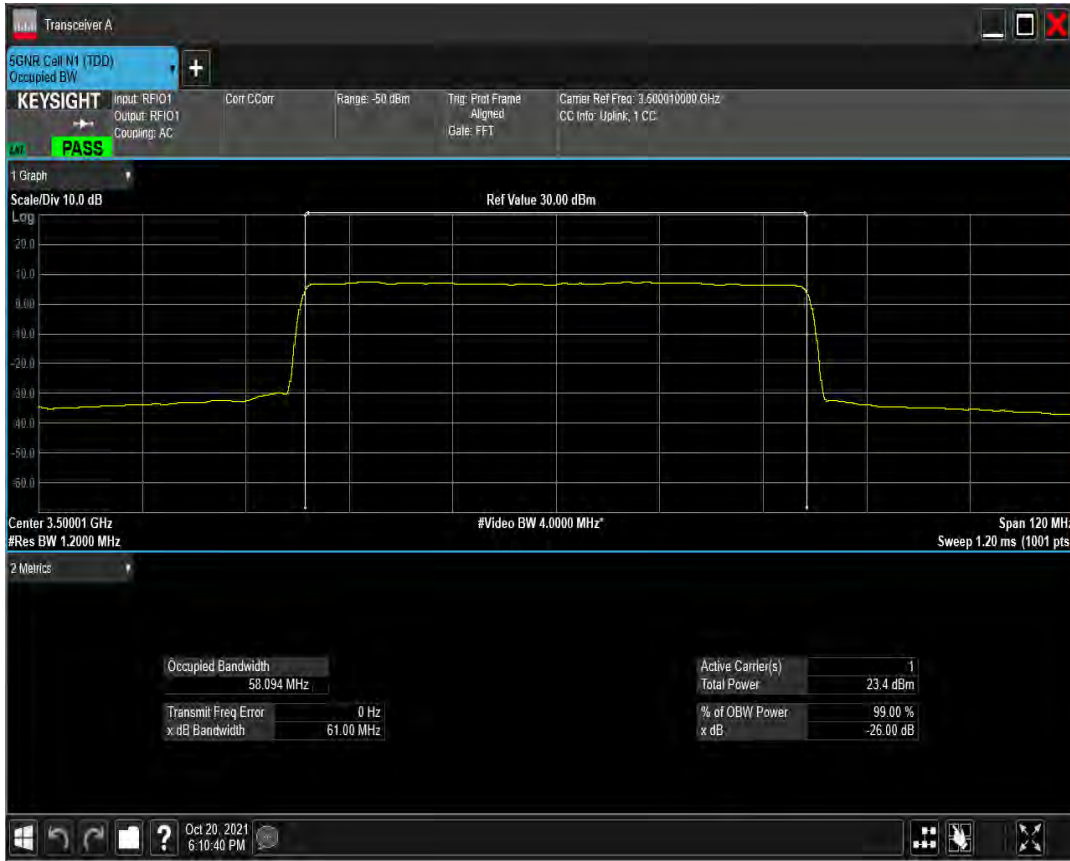 Transceiver A
5GNR Cell N1 (TDD)
Occupied BW
+
KEYSIGHT
Input: RFIO1
Output: RFIO1
Coupling: AC
Corr CCorr
Range: -50 dBm
Trig: Prot Frame
Aligned
Gate: FFT
Carrier Ref Freq: 3.500010000 GHz
CC Info: Uplink, 1 CC
PASS
1 Graph
Scale/Div 10.0 dB
Ref Value 30.00 dBm
Log
20.0
10.0
0.00
-10.0
-20.0
-30.0
-40.0
-50.0
-60.0
Center 3.50001 GHz
#Video BW 4.0000 MHz*
Span 120 MHz
#Res BW 1.2000 MHz
Sweep 1.20 ms (1001 pts
2 Metrics
Occupied Bandwidth
58.094 MHz
Transmit Freq Error 0 Hz
x dB Bandwidth 61.00 MHz
Active Carrier(s) 1
Total Power 23.4 dBm
% of OBW Power 99.00 %
x dB -26.00 dB
?
Oct 20, 2021
6:10:40 PM